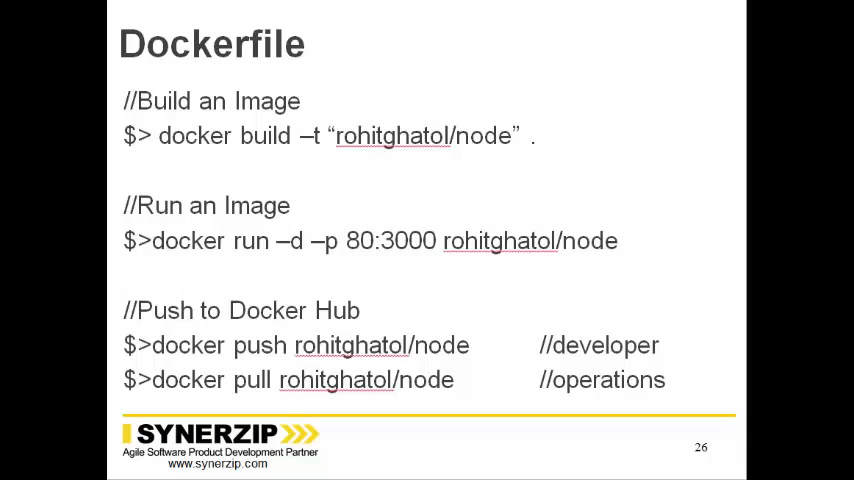 Dockerfile
//Build an Image
$> docker build –t “rohitghatol/node” .
//Run an Image
$>docker run –d –p 80:3000 rohitghatol/node
//Push to Docker Hub
$>docker push rohitghatol/node //developer
$>docker pull rohitghatol/node //operations
SYNERZIP
Agile Software Product Development Partner
www.synerzip.com
26